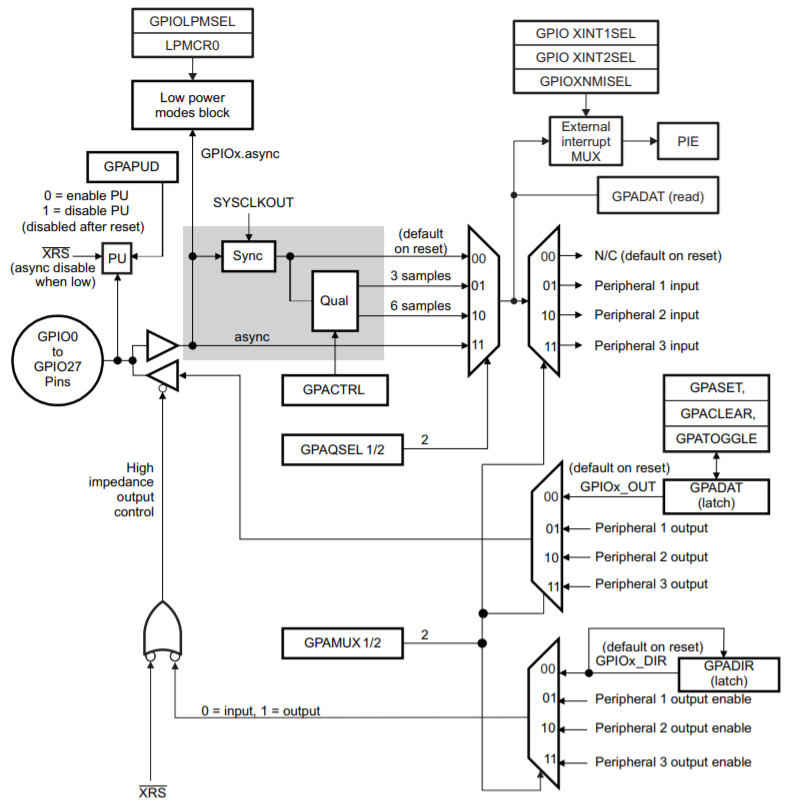 GPIOLPMSEL
LPMCR0
Low power
modes block
GPIOx.async
GPAPUD
0 = enable PU
1 = disable PU
(disabled after reset)
XRS
(async disable
when low)
PU
SYSCLKOUT
Sync
Qual
(default
on reset)
3 samples
6 samples
async
00
01
10
11
GPIO XINT1SEL
GPIO XINT2SEL
GPIOXNMISEL
External
interrupt
MUX
PIE
GPADAT (read)
00
01
10
11
N/C (default on reset)
Peripheral 1 input
Peripheral 2 input
Peripheral 3 input
GPIO0
to
GPIO27
Pins
GPACTRL
GPAQSEL 1/2
2
GPASET,
GPACLEAR,
GPATOGGLE
High
impedance
output
control
(default on reset)
GPIOx_OUT
GPADAT
(latch)
00
01
10
11
Peripheral 1 output
Peripheral 2 output
Peripheral 3 output
GPAMUX 1/2
2
(default on reset)
GPIOx_DIR
GPADIR
(latch)
00
01
10
11
Peripheral 1 output enable
Peripheral 2 output enable
Peripheral 3 output enable
0 = input, 1 = output
XRS